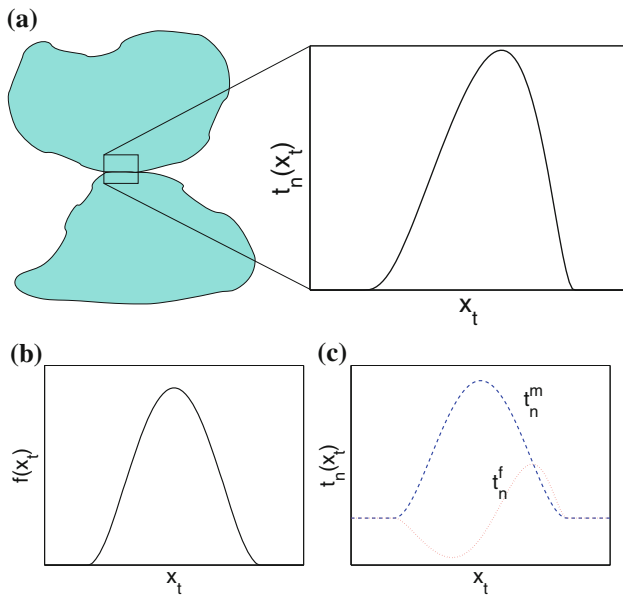 (a)
t_n(x_t)
x_t
(b)
f(x_t)
x_t
(c)
t_n(x_t)
t_n^m
t_n^f
x_t